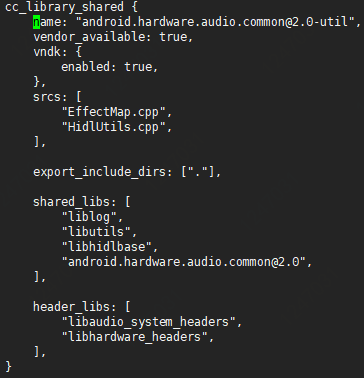 cc_library_shared {
    name: "android.hardware.audio.common@2.0-util",
    vendor_available: true,
    vndk: {
        enabled: true,
    },
    srcs: [
        "EffectMap.cpp",
        "HidlUtils.cpp",
    ],

    export_include_dirs: ["."],

    shared_libs: [
        "liblog",
        "libutils",
        "libhidlbase",
        "android.hardware.audio.common@2.0",
    ],

    header_libs: [
        "libaudio_system_headers",
        "libhardware_headers",
    ],
}